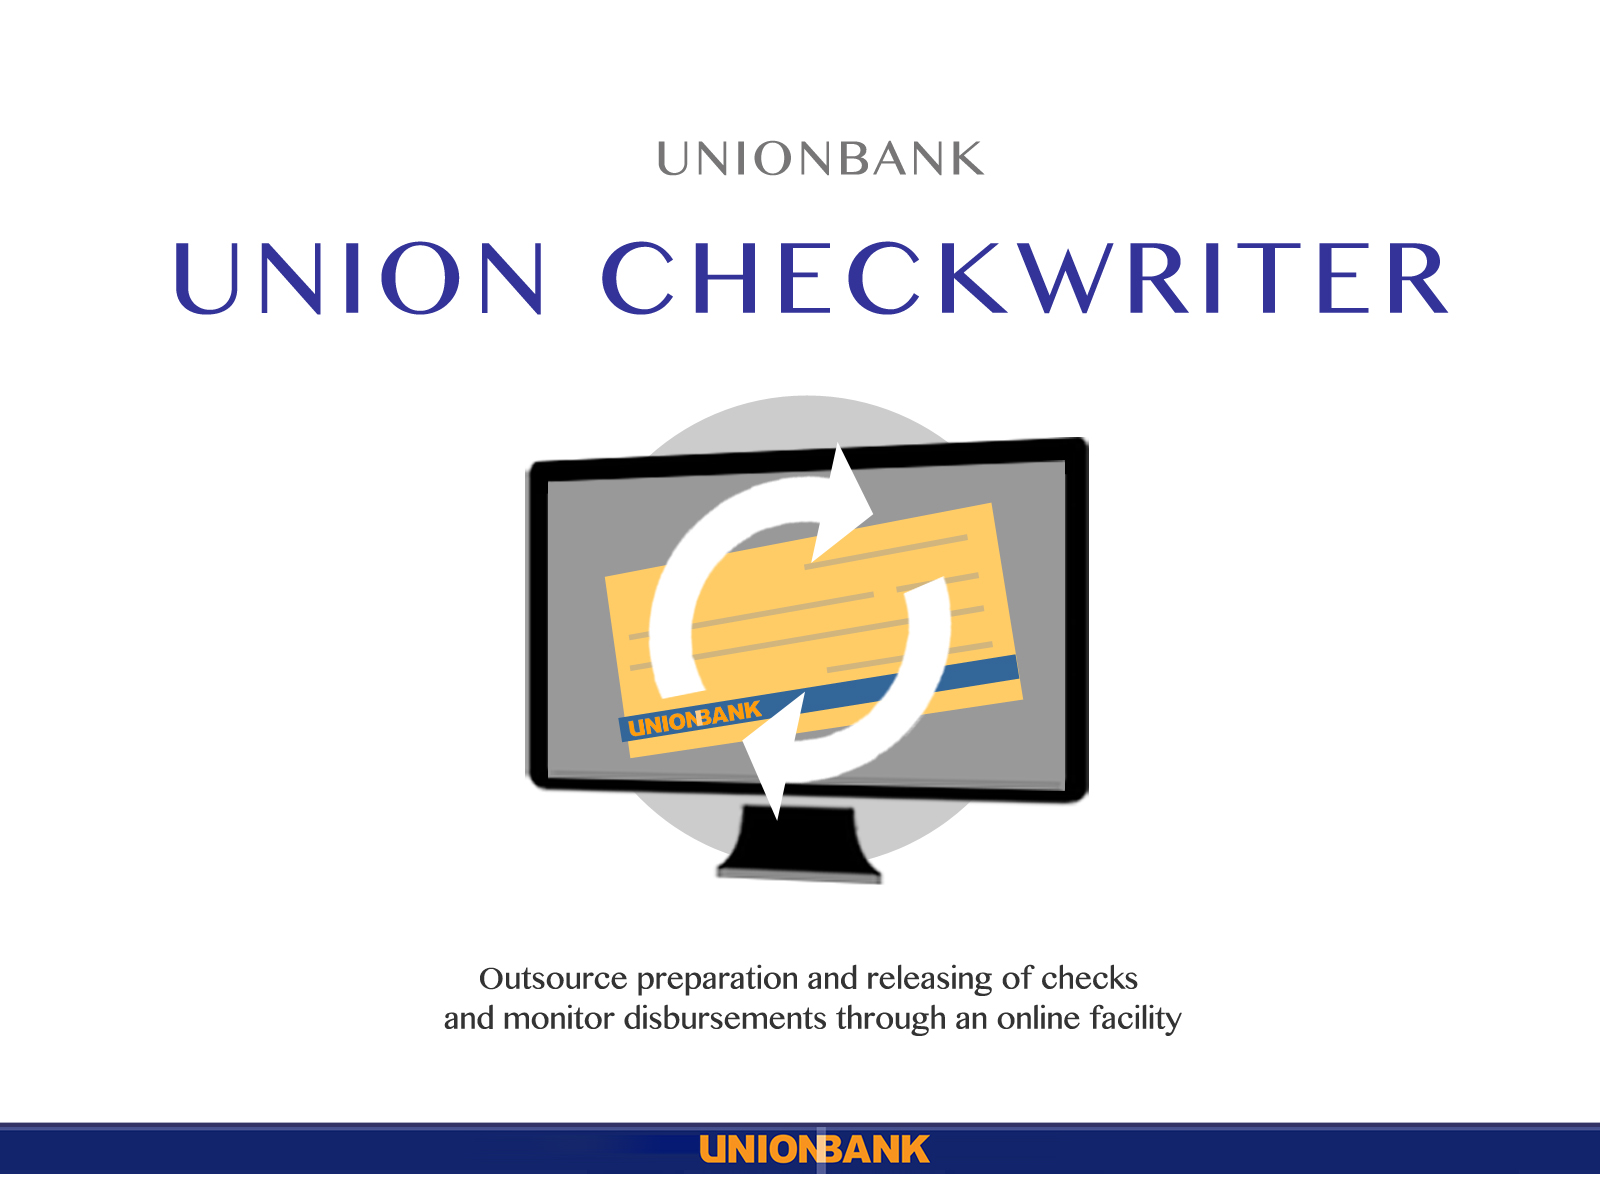 UNIONBANK
UNION CHECKWRITER
UNIONBANK
Outsource preparation and releasing of checks
and monitor disbursements through an online facility
UNIONBANK